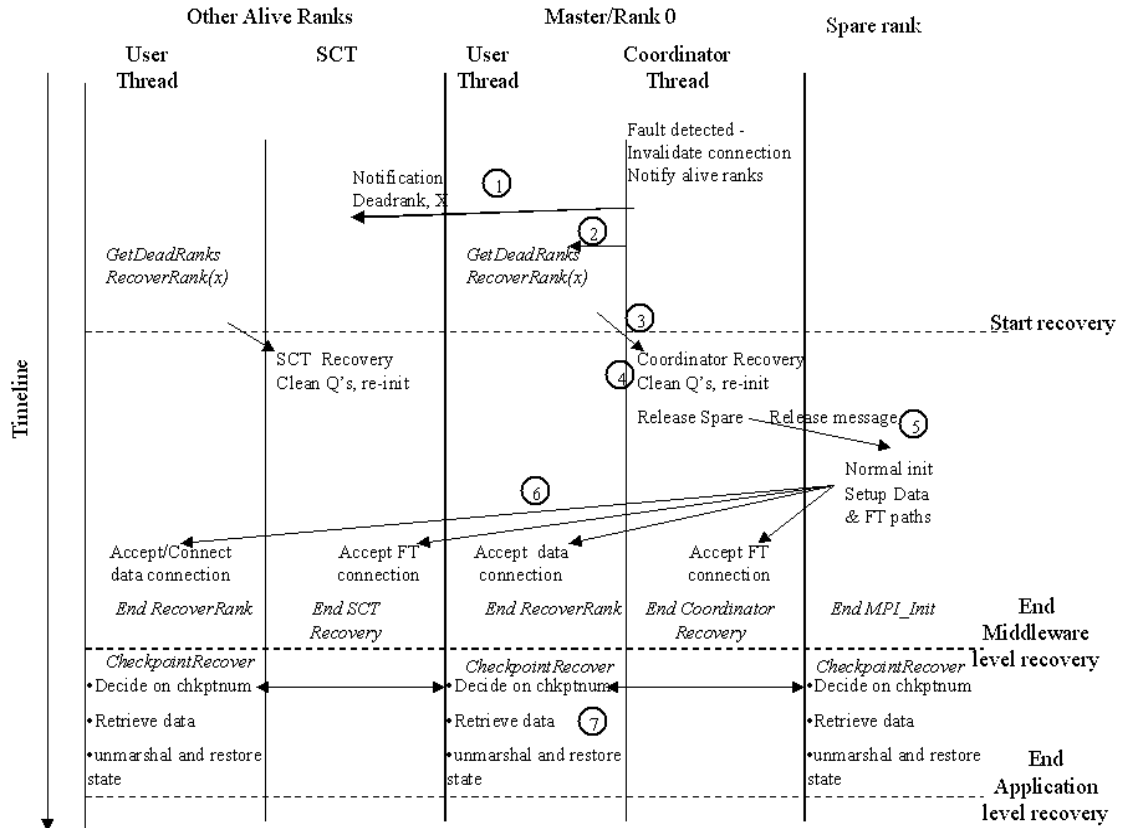 Other Alive Ranks
Master/Rank 0
Spare rank
User
Thread
SCT
User
Thread
Coordinator
Thread
Timeline
Fault detected -
Invalidate connection
Notify alive ranks
Notification
Deadrank, X
1
2
GetDeadRanks
RecoverRank(x)
GetDeadRanks
RecoverRank(x)
3
Start recovery
SCT Recovery
Clean Q's, re-init
4
Coordinator Recovery
Clean Q's, re-init
Release Spare
Release message
5
Normal init
Setup Data
& FT paths
6
Accept/Connect
data connection
Accept FT
connection
Accept data
connection
Accept FT
connection
End RecoverRank
End SCT
Recovery
End RecoverRank
End Coordinator
Recovery
End MPI_Init
End
Middleware
level recovery
CheckpointRecover
•Decide on chkptnum
•Retrieve data
•unmarshal and restore
state
CheckpointRecover
•Decide on chkptnum
•Retrieve data
7
•unmarshal and restore
state
CheckpointRecover
•Decide on chkptnum
•Retrieve data
•unmarshal and restore
state
End
Application
level recovery